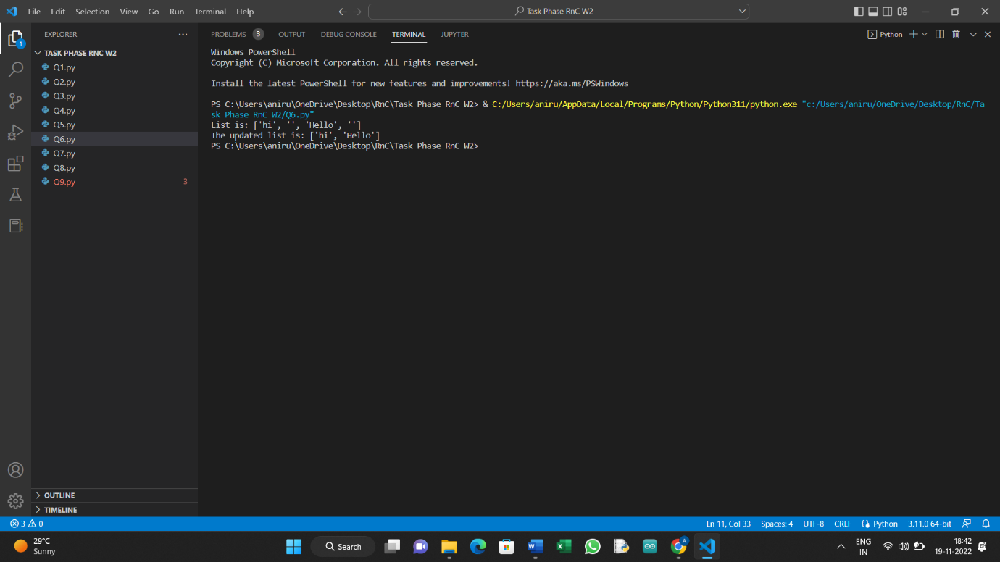 File Edit Selection View Go Run Terminal Help
Task Phase RnC W2
EXPLORER
PROBLEMS 3 OUTPUT DEBUG CONSOLE TERMINAL JUPYTER
Python
1
TASK PHASE RNC W2
Q1.py
Q2.py
Q3.py
Q4.py
Q5.py
Q6.py
Q7.py
Q8.py
Q9.py 3
Windows PowerShell
Copyright (C) Microsoft Corporation. All rights reserved.
Install the latest PowerShell for new features and improvements! https://aka.ms/PSWindows
PS C:\Users\aniru\OneDrive\Desktop\RnC\Task Phase RnC W2> & C:/Users/aniru/AppData/Local/Programs/Python/Python311/python.exe "c:/Users/aniru/OneDrive/Desktop/RnC/Ta
sk Phase RnC W2/Q6.py"
List is: ['hi', '', 'Hello', '']
The updated list is: ['hi', 'Hello']
PS C:\Users\aniru\OneDrive\Desktop\RnC\Task Phase RnC W2>
OUTLINE
TIMELINE
3 0
Ln 11, Col 33 Spaces: 4 UTF-8 CRLF Python 3.11.0 64-bit
29°C
Sunny
Search
A
ENG
IN
18:42
19-11-2022